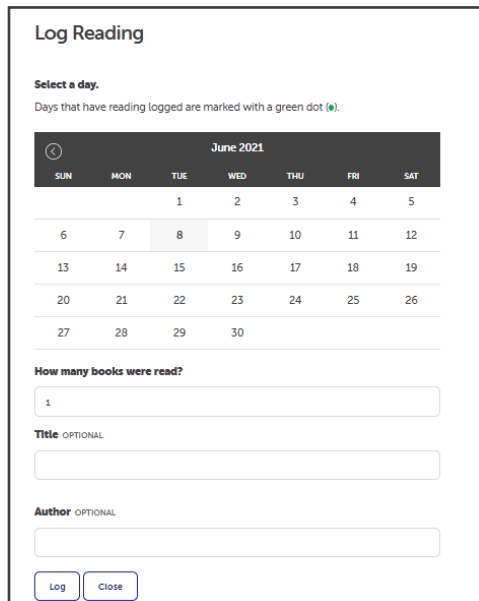 Log Reading
Select a day.
Days that have reading logged are marked with a green dot (●).
June 2021
SUN MON TUE WED THU FRI SAT
1 2 3 4 5
6 7 8 9 10 11 12
13 14 15 16 17 18 19
20 21 22 23 24 25 26
27 28 29 30
How many books were read?
1
Title OPTIONAL
Author OPTIONAL
Log Close